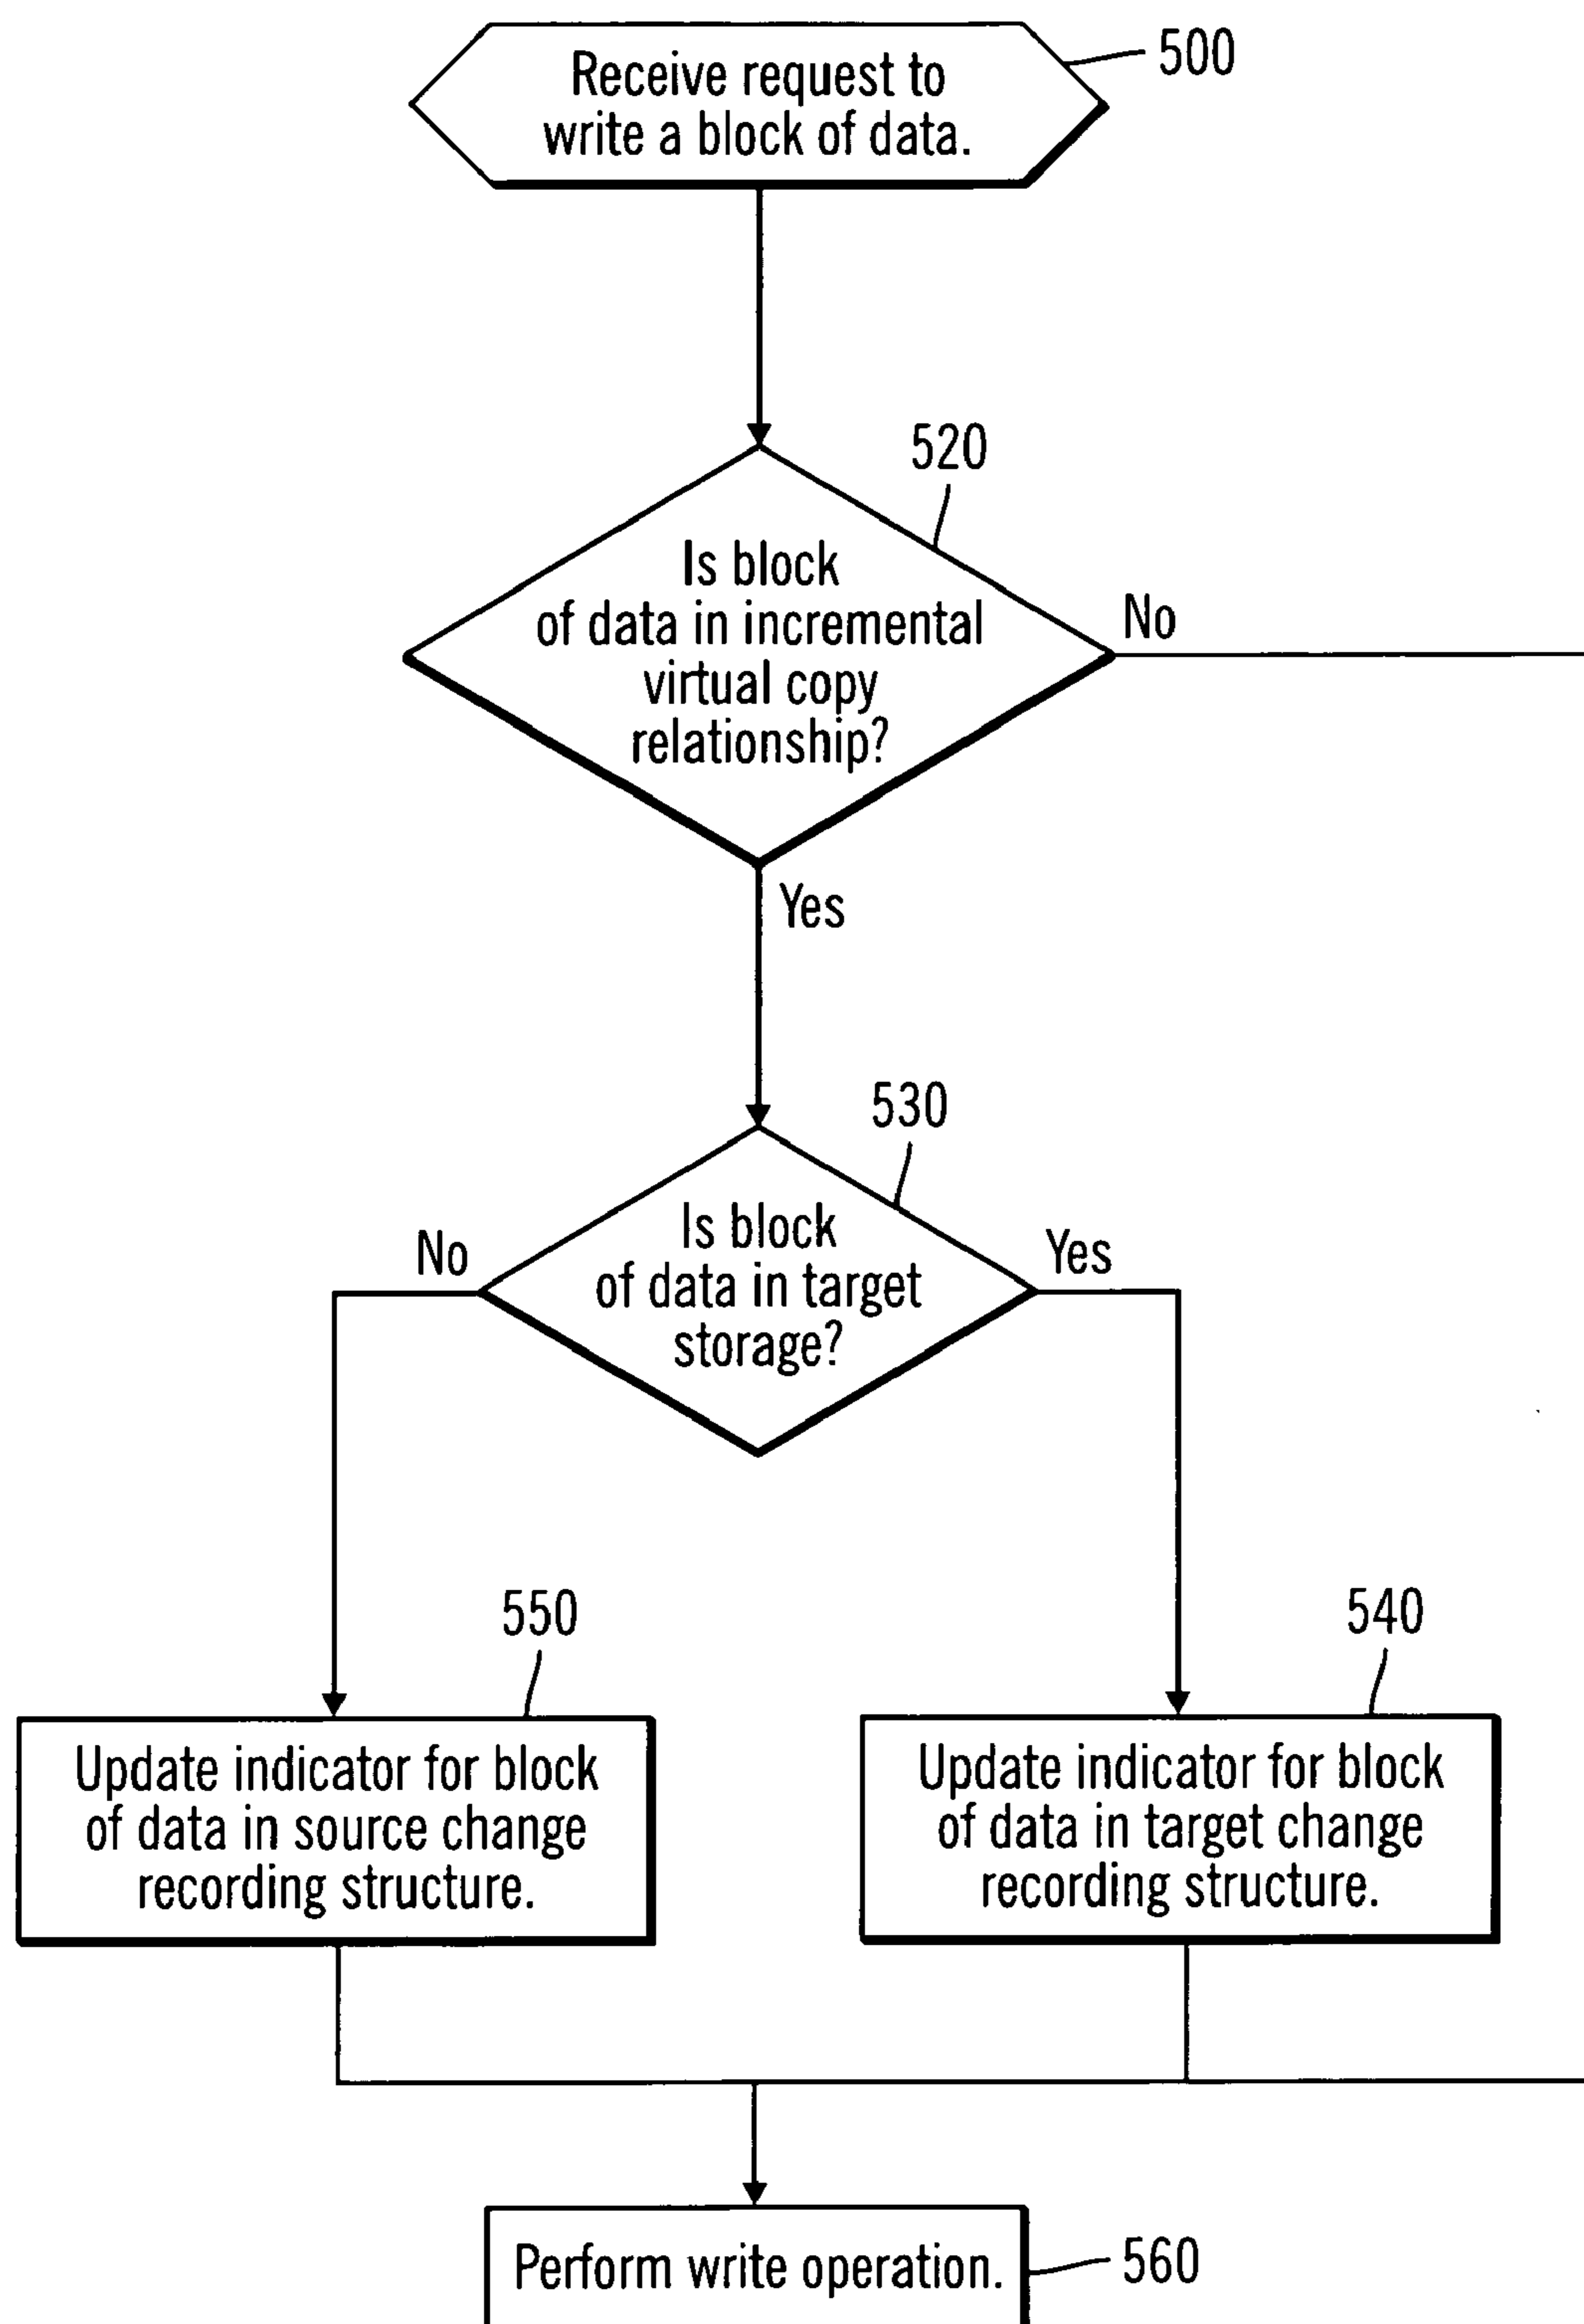 Receive request to
write a block of data.
500
520
Is block
of data in incremental
virtual copy
relationship?
No
Yes
530
Is block
of data in target
storage?
No
Yes
550
540
Update indicator for block
of data in source change
recording structure.
Update indicator for block
of data in target change
recording structure.
Perform write operation.
560